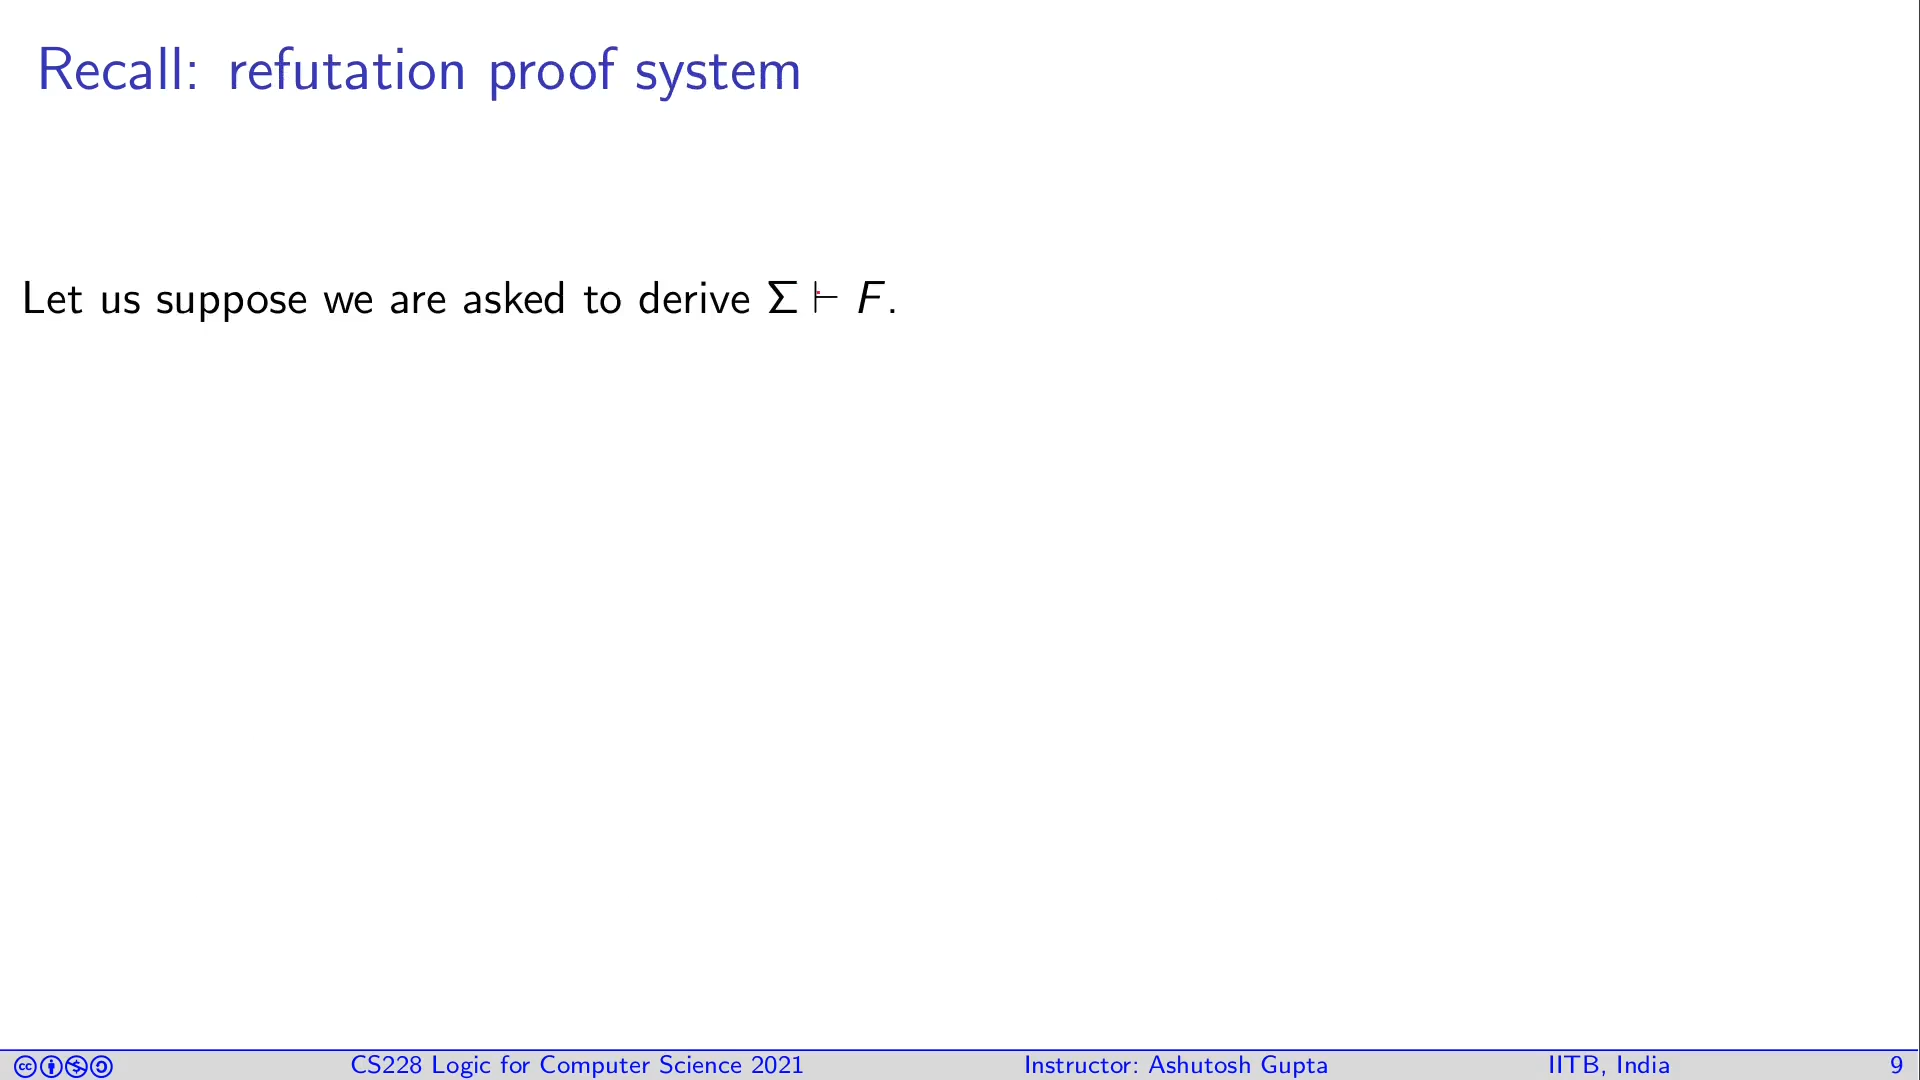 Recall: refutation proof system
Let us suppose we are asked to derive Σ ⊢ F.
CS228 Logic for Computer Science 2021 Instructor: Ashutosh Gupta IITB, India 9